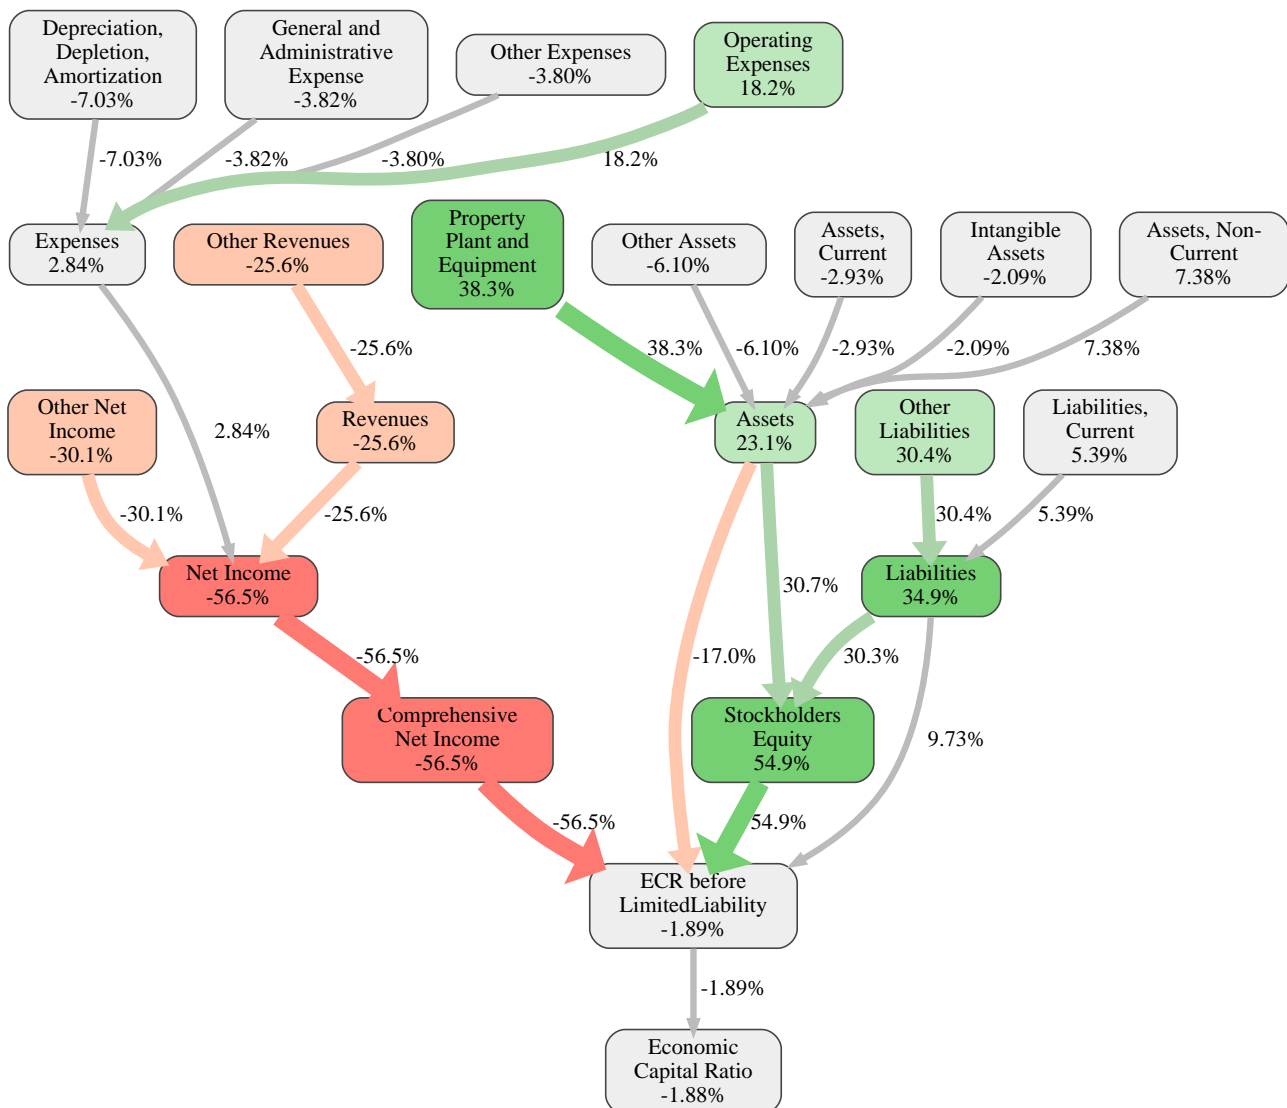 Depreciation,
Depletion,
Amortization
-7.03%
General and
Administrative
Expense
-3.82%
Other Expenses
-3.80%
Operating
Expenses
18.2%
-7.03%
-3.82%
-3.80%
18.2%
Expenses
2.84%
Other Revenues
-25.6%
Property
Plant and
Equipment
38.3%
Other Assets
-6.10%
Assets,
Current
-2.93%
Intangible
Assets
-2.09%
Assets, Non-
Current
7.38%
-25.6%
38.3%
-6.10%
-2.93%
-2.09%
7.38%
Other Net
Income
-30.1%
2.84%
Revenues
-25.6%
Assets
23.1%
Other
Liabilities
30.4%
Liabilities,
Current
5.39%
-30.1%
-25.6%
30.4%
5.39%
Net Income
-56.5%
30.7%
Liabilities
34.9%
-56.5%
-17.0%
30.3%
Comprehensive
Net Income
-56.5%
Stockholders
Equity
54.9%
9.73%
-56.5%
54.9%
ECR before
LimitedLiability
-1.89%
-1.89%
Economic
Capital Ratio
-1.88%